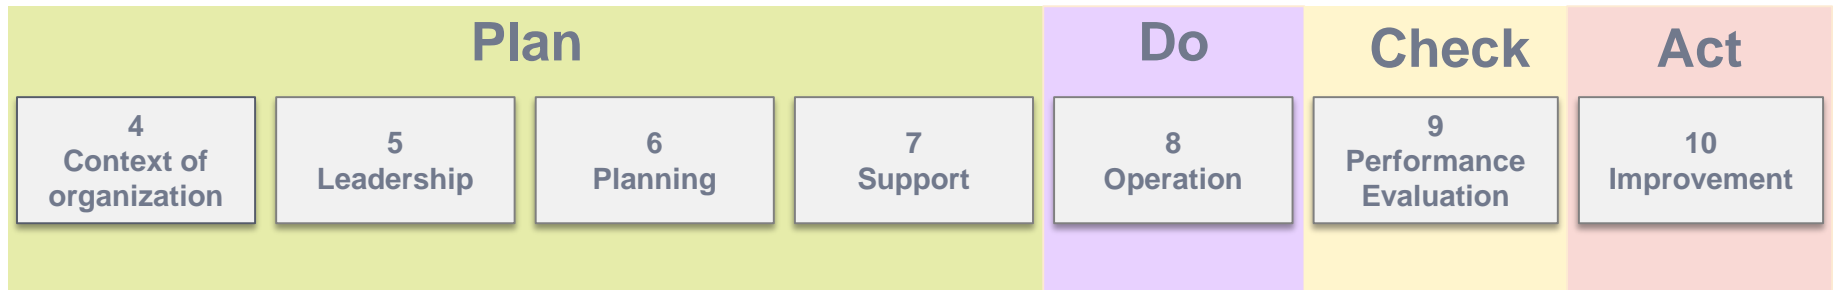 Plan
Do
Check
Act
4
Context of
organization
5
Leadership
6
Planning
7
Support
8
Operation
9
Performance
Evaluation
10
Improvement